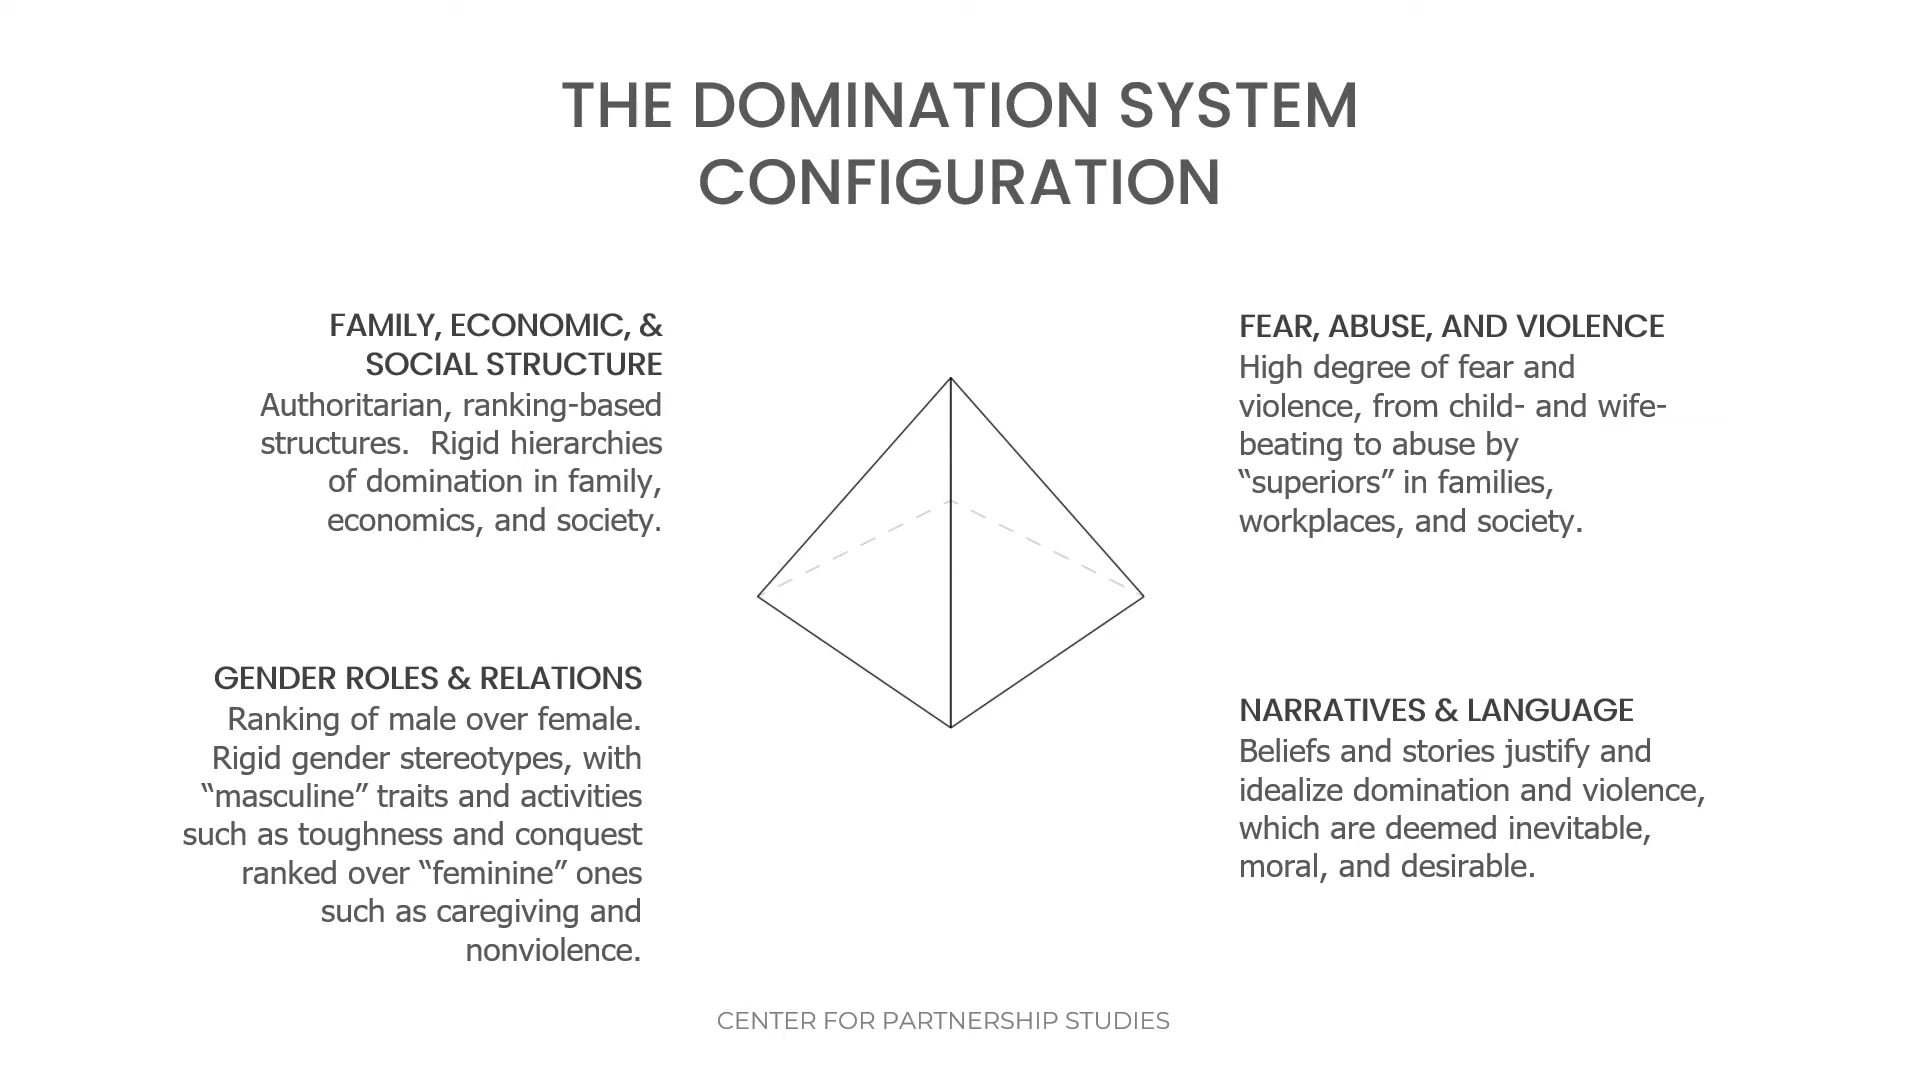 THE DOMINATION SYSTEM
CONFIGURATION
FAMILY, ECONOMIC, &
SOCIAL STRUCTURE
Authoritarian, ranking-based
structures.  Rigid hierarchies
of domination in family,
economics, and society.
FEAR, ABUSE, AND VIOLENCE
High degree of fear and
violence, from child- and wife-
beating to abuse by
“superiors” in families,
workplaces, and society.
GENDER ROLES & RELATIONS
Ranking of male over female.
Rigid gender stereotypes, with
“masculine” traits and activities
such as toughness and conquest
ranked over “feminine” ones
such as caregiving and
nonviolence.
NARRATIVES & LANGUAGE
Beliefs and stories justify and
idealize domination and violence,
which are deemed inevitable,
moral, and desirable.
CENTER FOR PARTNERSHIP STUDIES